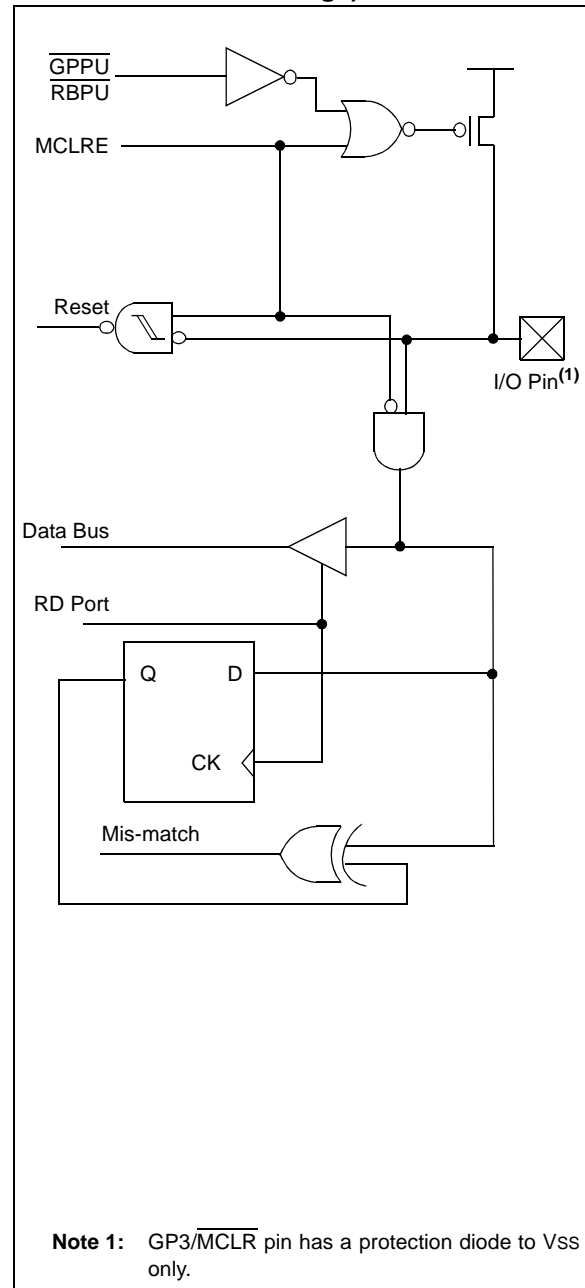 GPPU
RBPU
MCLRE
Reset
I/O Pin(1)
Data Bus
RD Port
Q D
CK
Mis-match
Note 1: GP3/MCLR pin has a protection diode to VSS
only.